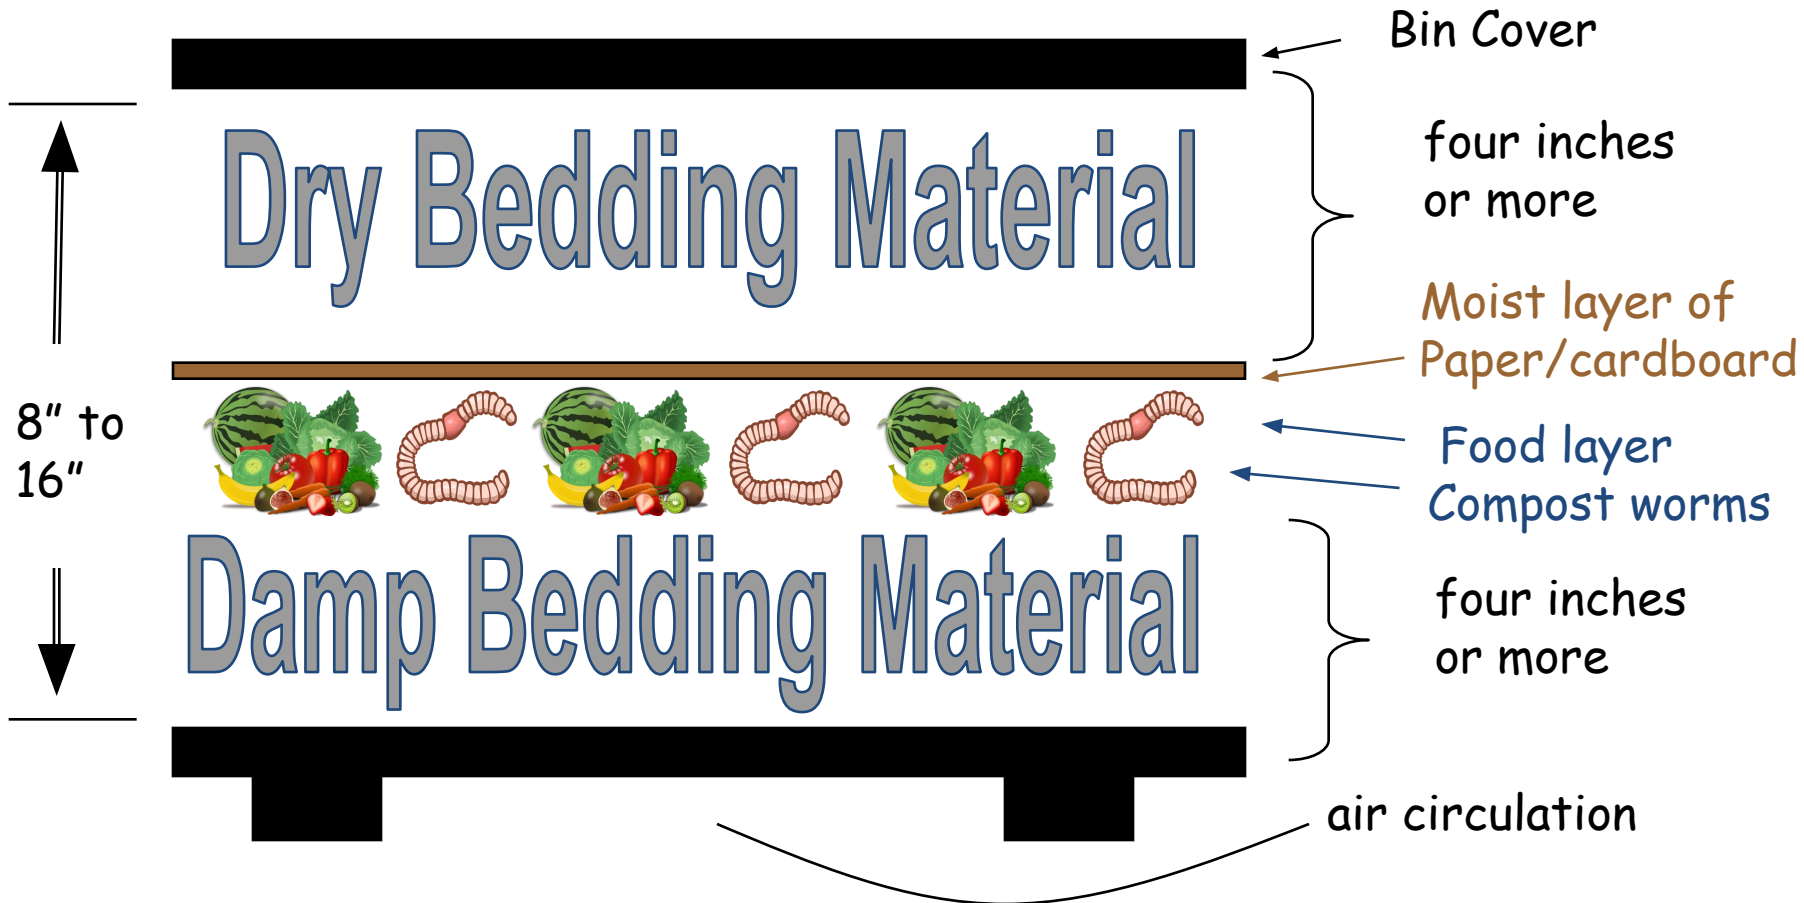 Bin Cover
Dry Bedding Material
four inches
or more
Moist layer of
Paper/cardboard
8” to
16”
Food layer
Compost worms
Damp Bedding Material
four inches
or more
air circulation